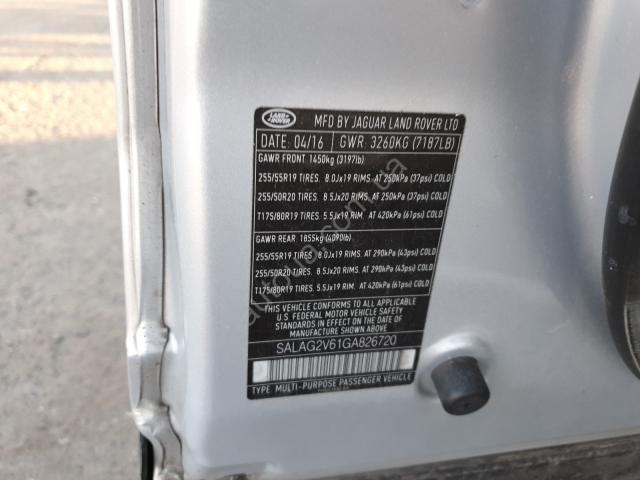 LAND ROVER
MFD BY JAGUAR LAND ROVER LTD
DATE: 04/16 GWR: 3260KG (7187LB)
GAWR FRONT 1450kg (3197lb)
255/55R19 TIRES. 8.0Jx19 RIMS. AT 250kPa (37psi) COLD
255/50R20 TIRES. 8.5Jx20 RIMS. AT 250kPa (37psi) COLD
T175/80R19 TIRES. 5.5Jx19 RIM. AT 420kPa (61psi) COLD
GAWR REAR. 1855kg (4090lb)
255/55R19 TIRES. 8.0Jx19 RIMS. AT 290kPa (43psi) COLD
255/50R20 TIRES. 8.5Jx20 RIMS. AT 290kPa (43psi) COLD
T175/80R19 TIRES. 5.5Jx19 RIM. AT 420kPa (61psi) COLD
THIS VEHICLE CONFORMS TO ALL APPLICABLE
U.S FEDERAL MOTOR VEHICLE SAFETY
STANDARDS IN EFFECT ON THE DATE OF
MANUFACTURE SHOWN ABOVE.
SALAG2V61GA826720
TYPE: MULTI-PURPOSE PASSENGER VEHICLE